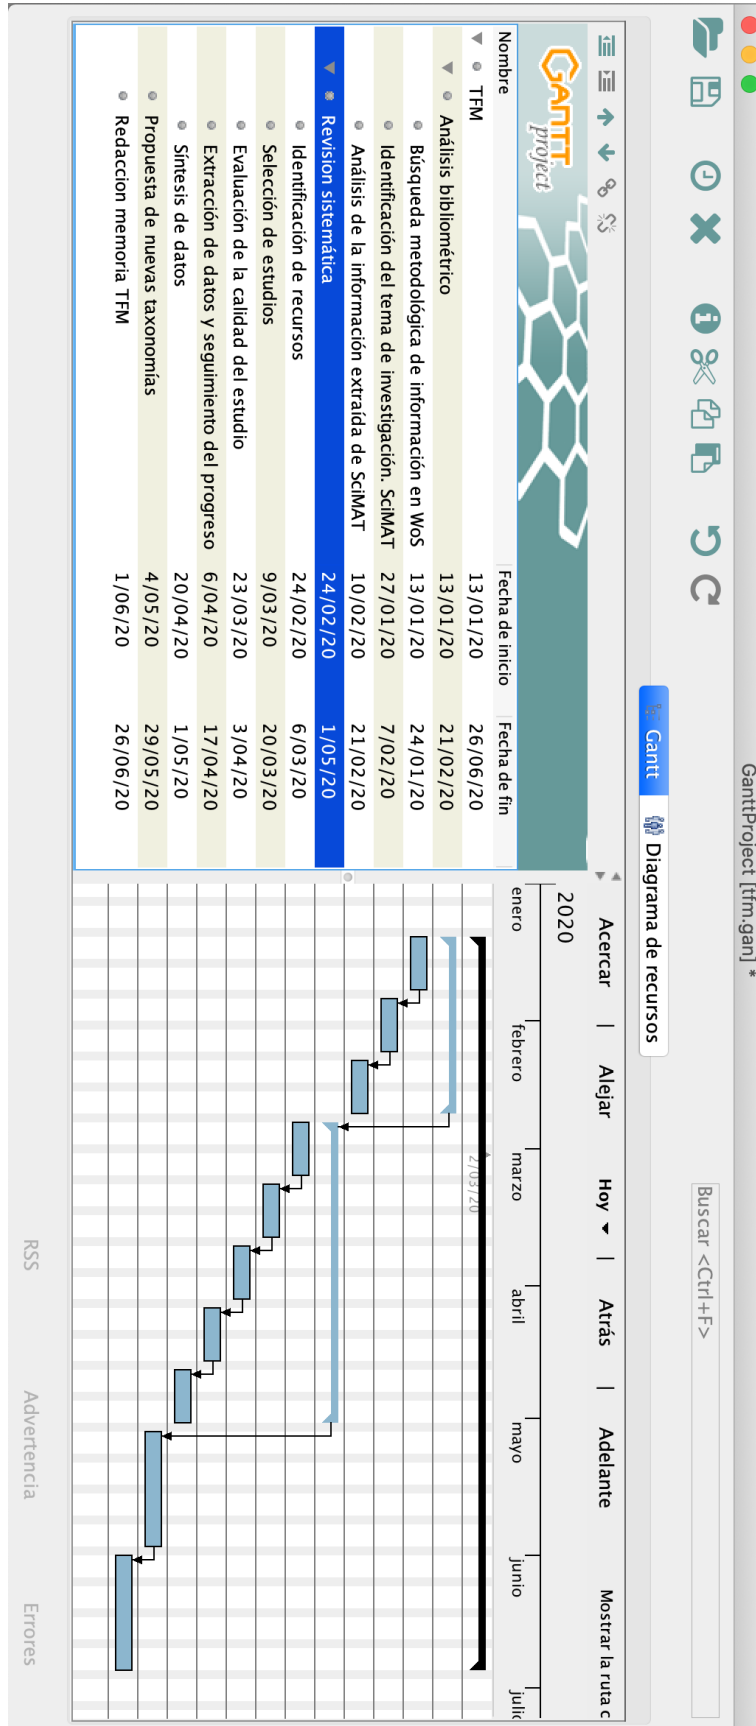 GanttProject [tfm.gan] *
Buscar <Ctrl+F>
Gantt
Diagrama de recursos
GANTT
project
Acercar | Alejar Hoy | Atrás | Adelante Mostrar la ruta c
2020
Nombre Fecha de inicio Fecha de fin
enero febrero marzo abril mayo junio julio
TFM 13/01/20 26/06/20
2/03/20
Análisis bibliométrico 13/01/20 21/02/20
Búsqueda metodológica de información en WoS 13/01/20 24/01/20
Identificación del tema de investigación. SciMAT 27/01/20 7/02/20
Análisis de la información extraída de SciMAT 10/02/20 21/02/20
Revision sistemática 24/02/20 1/05/20
Identificación de recursos 24/02/20 6/03/20
Selección de estudios 9/03/20 20/03/20
Evaluación de la calidad del estudio 23/03/20 3/04/20
Extracción de datos y seguimiento del progreso 6/04/20 17/04/20
Síntesis de datos 20/04/20 1/05/20
Propuesta de nuevas taxonomías 4/05/20 29/05/20
Redaccion memoria TFM 1/06/20 26/06/20
RSS Advertencia Errores